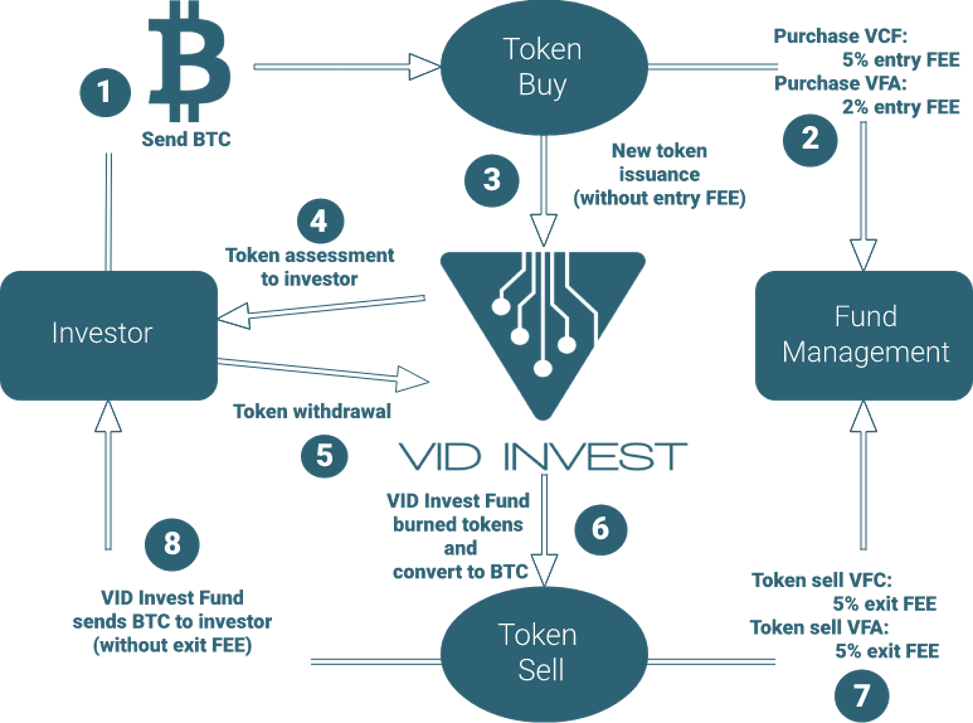 1
Send BTC
Token
Buy
Purchase VCF:
5% entry FEE
Purchase VFA:
2% entry FEE
2
3
New token
issuance
(without entry FEE)
4
Token assessment
to investor
Investor
Fund
Management
Token withdrawal
5
VID INVEST
VID Invest Fund
burned tokens
and
convert to BTC
6
8
VID Invest Fund
sends BTC to investor
(without exit FEE)
Token
Sell
Token sell VFC:
5% exit FEE
Token sell VFA:
5% exit FEE
7